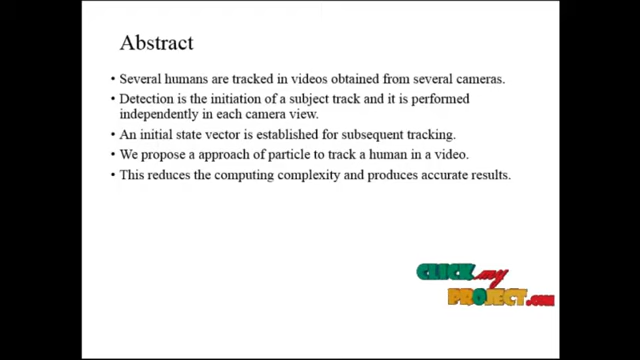 Abstract
• Several humans are tracked in videos obtained from several cameras.
• Detection is the initiation of a subject track and it is performed
independently in each camera view.
• An initial state vector is established for subsequent tracking.
• We propose a approach of particle to track a human in a video.
• This reduces the computing complexity and produces accurate results.
CLICK my
PROJECT.COM